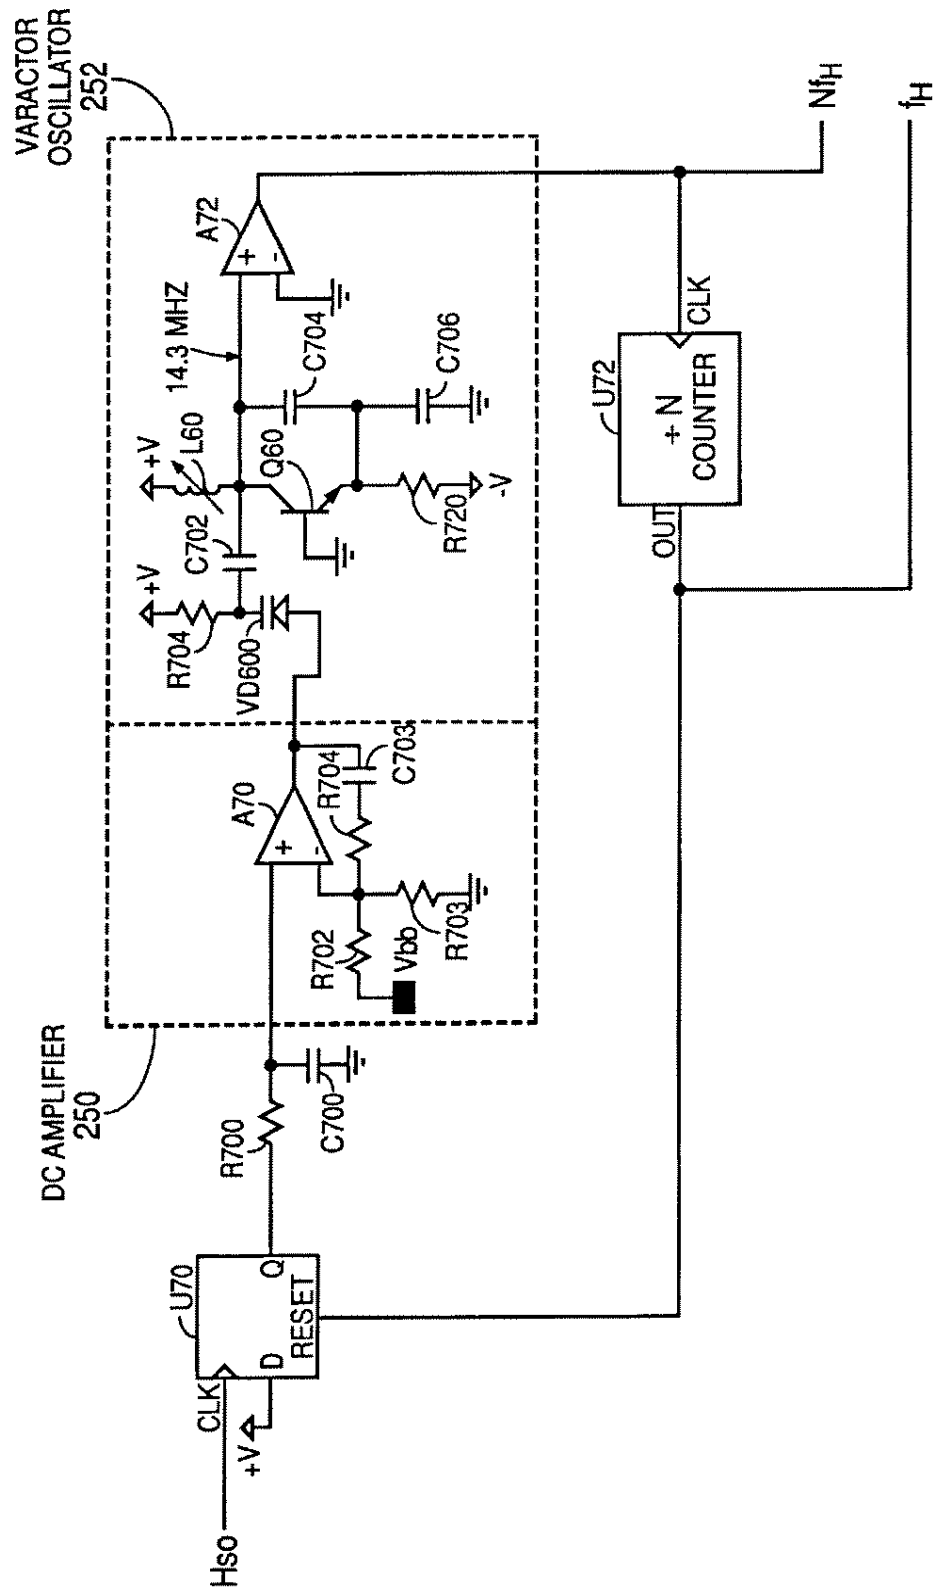 VARACTOR
OSCILLATOR
252
DC AMPLIFIER
250
Hso
+V
CLK
D
Q
RESET
U70
R700
C700
A70
+
-
R702
Vbb
R703
R704
C703
VD600
R704
+V
C702
+V
L60
Q60
R720
-V
14.3 MHZ
C704
C706
A72
+
-
U72
÷ N
COUNTER
OUT
CLK
NfH
fH